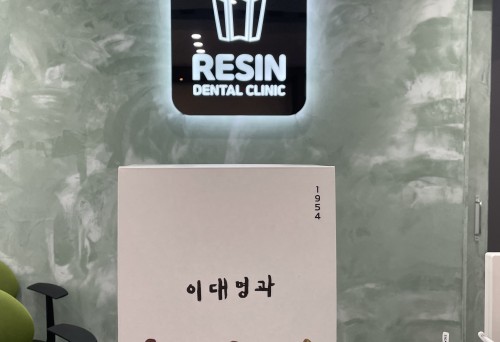 RESIN
DENTAL CLINIC
1954
이대명과